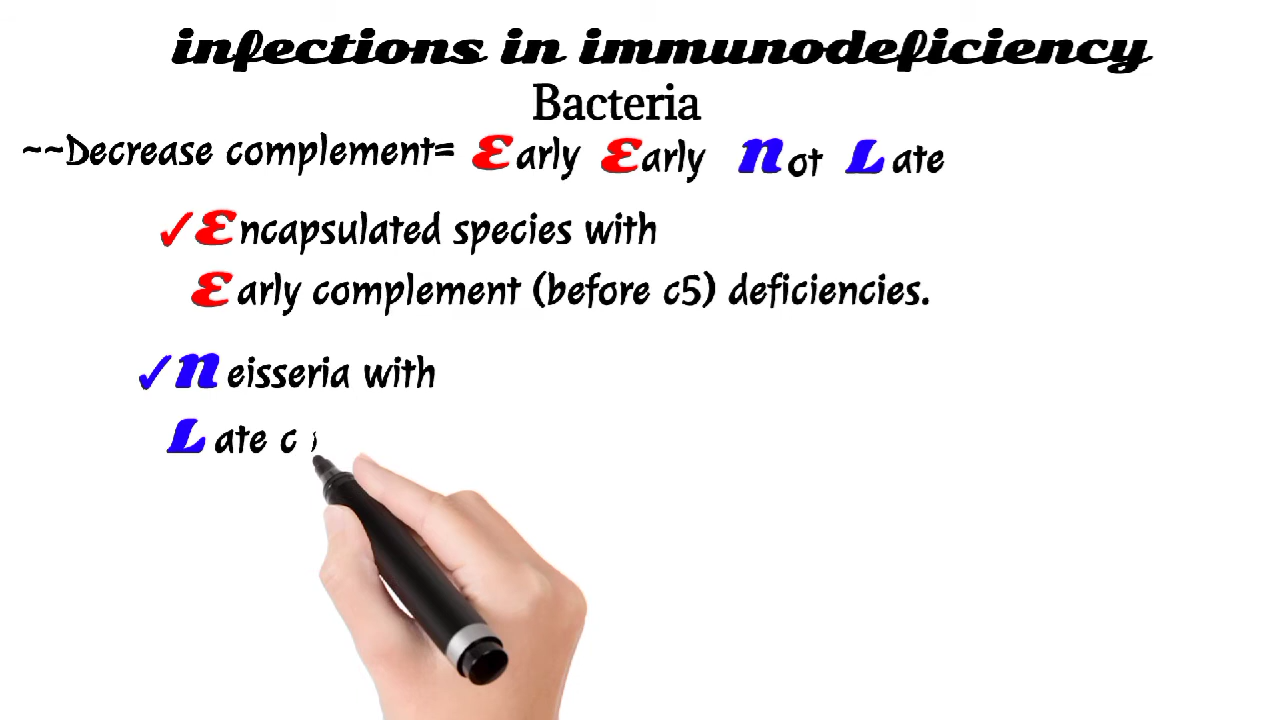 infections in immunodeficiency
Bacteria
~~Decrease complement= Early Early not Late
✓Encapsulated species with
Early complement (before c5) deficiencies.
✓neisseria with
Late c